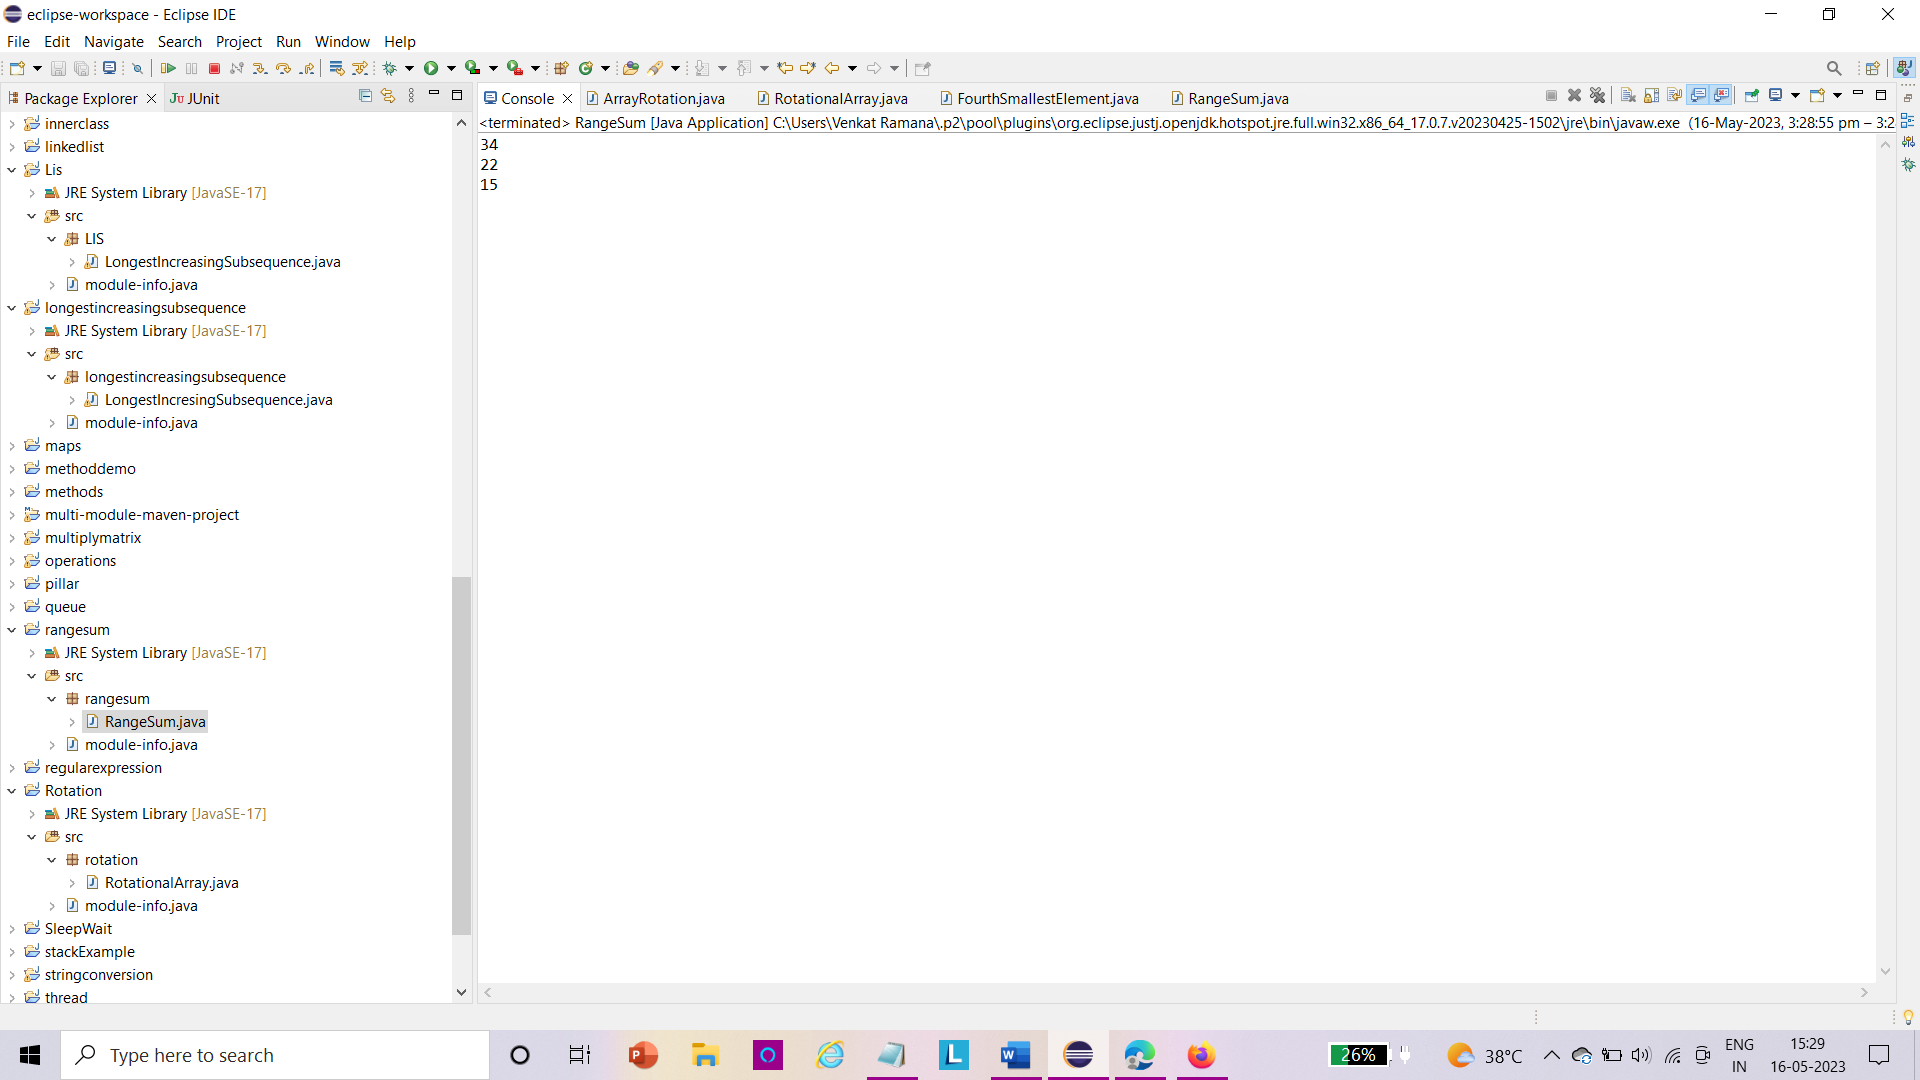 eclipse-workspace - Eclipse IDE
File Edit Navigate Search Project Run Window Help
Package Explorer JUnit
Console ArrayRotation.java RotationalArray.java FourthSmallestElement.java RangeSum.java
<terminated> RangeSum [Java Application] C:\Users\Venkat Ramana\.p2\pool\plugins\org.eclipse.justj.openjdk.hotspot.jre.full.win32.x86_64_17.0.7.v20230425-1502\jre\bin\javaw.exe (16-May-2023, 3:28:55 pm – 3:2
34
22
15
innerclass
linkedlist
Lis
JRE System Library [JavaSE-17]
src
LIS
LongestIncreasingSubsequence.java
module-info.java
longestincreasingsubsequence
JRE System Library [JavaSE-17]
src
longestincreasingsubsequence
LongestIncresingSubsequence.java
module-info.java
maps
methoddemo
methods
multi-module-maven-project
multiplymatrix
operations
pillar
queue
rangesum
JRE System Library [JavaSE-17]
src
rangesum
RangeSum.java
module-info.java
regularexpression
Rotation
JRE System Library [JavaSE-17]
src
rotation
RotationalArray.java
module-info.java
SleepWait
stackExample
stringconversion
thread
Type here to search
26%
38°C
ENG
IN
15:29
16-05-2023